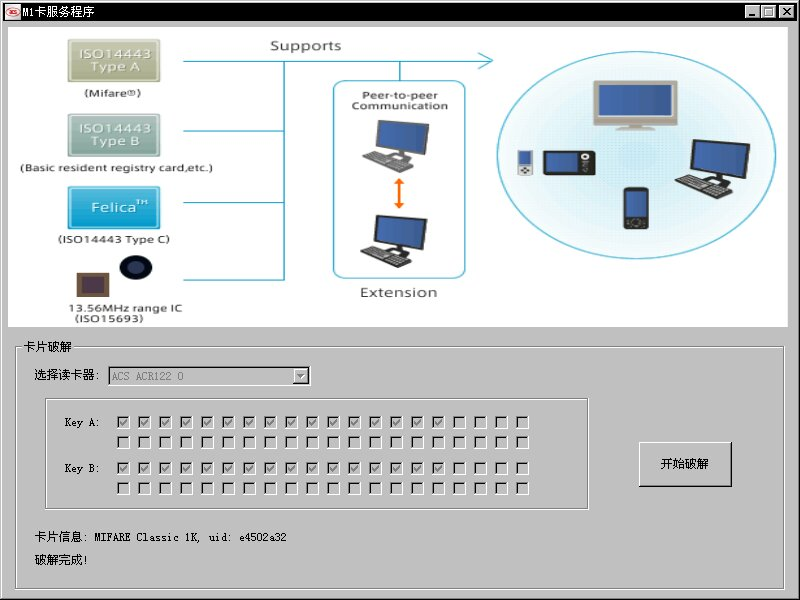 M1卡服务程序
Supports
ISO14443
Type A
(Mifare®)
ISO14443
Type B
(Basic resident registry card,etc.)
Felica™
(ISO14443 Type C)
13.56MHz range IC
(ISO15693)
Peer-to-peer
Communication
Extension
卡片破解
选择读卡器:
ACS ACR122 0
Key A:
Key B:
开始破解
卡片信息: MIFARE Classic 1K, uid: e4502a32
破解完成!